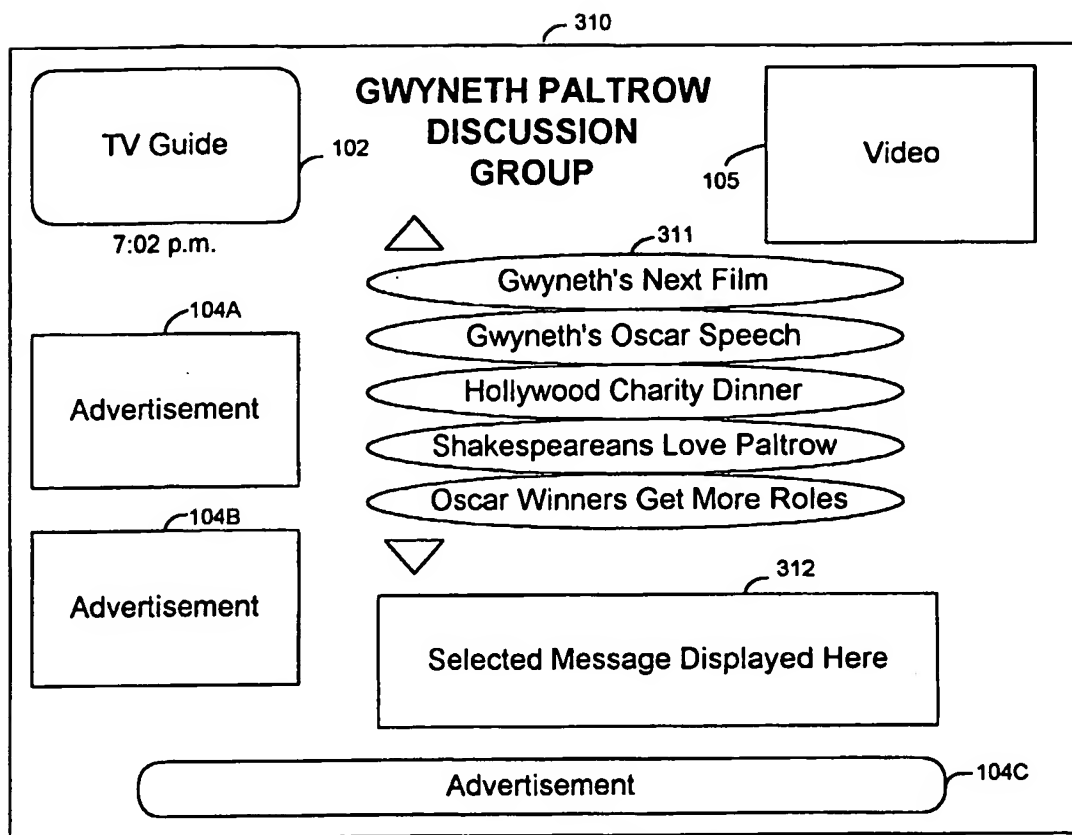 310
GWYNETH PALTROW
DISCUSSION
GROUP
TV Guide
102
7:02 p.m.
105
Video
311
Gwyneth's Next Film
Gwyneth's Oscar Speech
Hollywood Charity Dinner
Shakespeareans Love Paltrow
Oscar Winners Get More Roles
104A
Advertisement
104B
Advertisement
312
Selected Message Displayed Here
Advertisement
104C